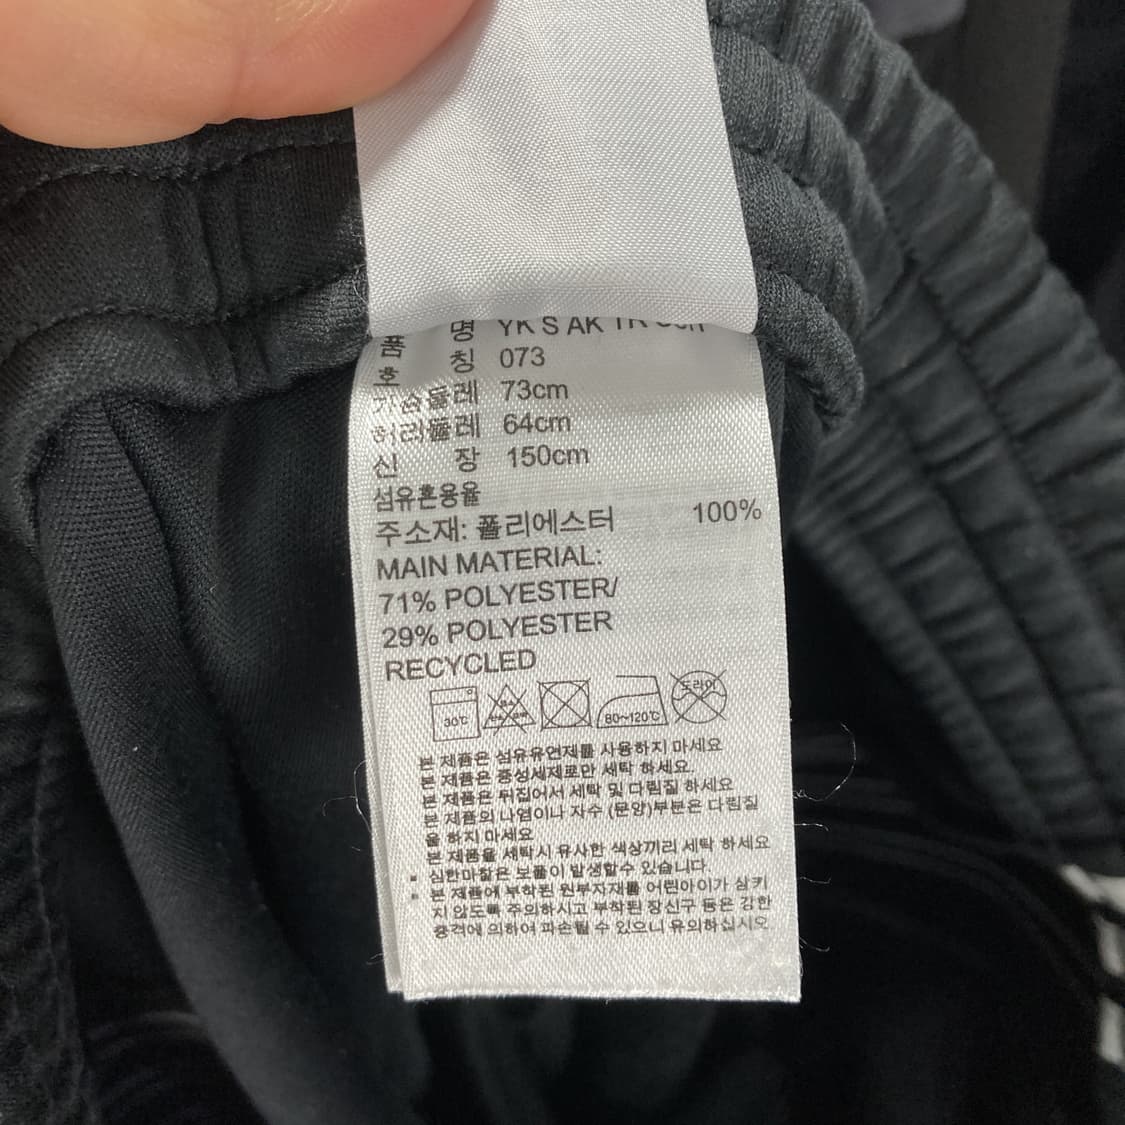 품 명 YK S AK TR
호 칭 073
가슴둘레 73cm
허리둘레 64cm
신 장 150cm
섬유혼용율
주소재: 폴리에스터 100%
MAIN MATERIAL:
71% POLYESTER/
29% POLYESTER
RECYCLED
30℃ 80~120℃ 드라이
본 제품은 섬유유연제를 사용하지 마세요
본 제품은 중성세제로만 세탁 하세요.
본 제품은 뒤집어서 세탁 및 다림질 하세요
본 제품의 나염이나 자수 (문양)부분은 다림질
을 하지 마세요
본 제품을 세탁시 유사한 색상끼리 세탁 하세요
▪ 심한마찰은 보풀이 발생할수 있습니다.
▪ 본 제품에 부착된 원부자재를 어린아이가 삼키
지 않도록 주의하시고 부착된 장신구 등은 강한
충격에 의하여 파손될 수 있으니 유의하십시오